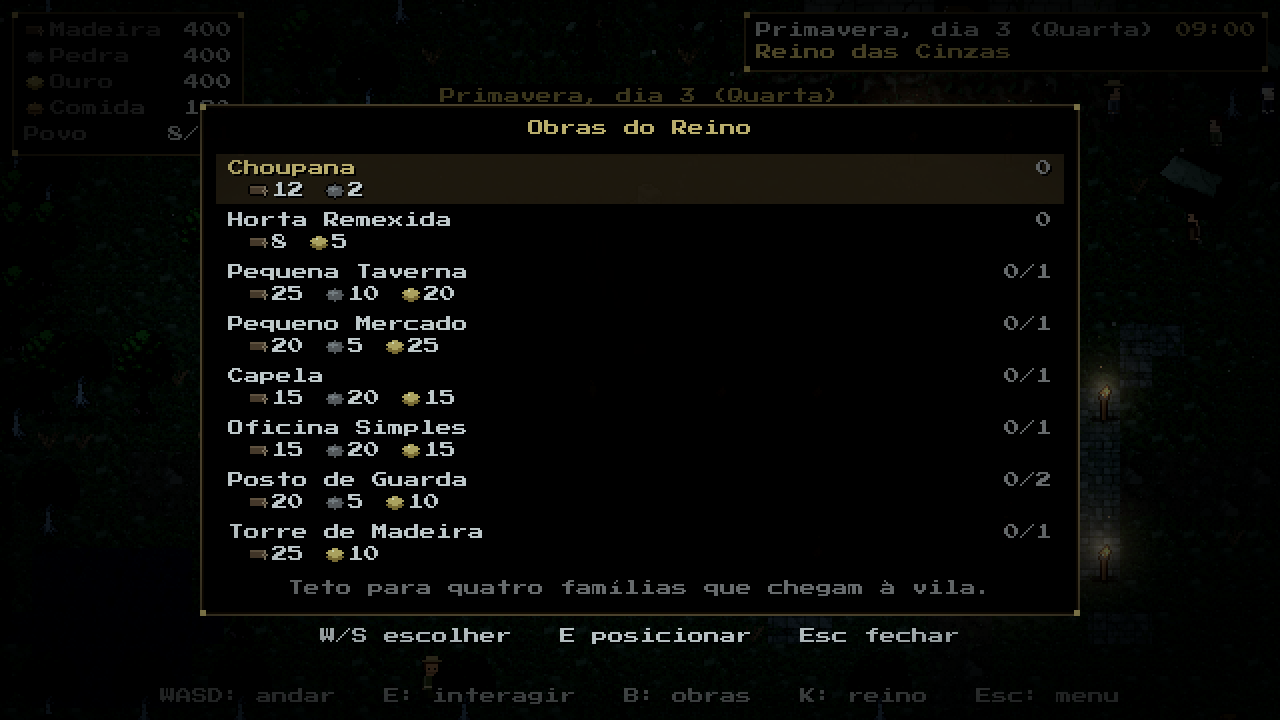 Madeira 400
Pedra 400
Ouro 400
Comida
Povo 8/
Primavera, dia 3 (Quarta) 09:00
Reino das Cinzas
Primavera, dia 3 (Quarta)
Obras do Reino
Choupana 0
12 2
Horta Remexida 0
8 5
Pequena Taverna 0/1
25 10 20
Pequeno Mercado 0/1
20 5 25
Capela 0/1
15 20 15
Oficina Simples 0/1
15 20 15
Posto de Guarda 0/2
20 5 10
Torre de Madeira 0/1
25 10
Teto para quatro famílias que chegam à vila.
W/S escolher E posicionar Esc fechar
WASD: andar E: interagir B: obras K: reino Esc: menu